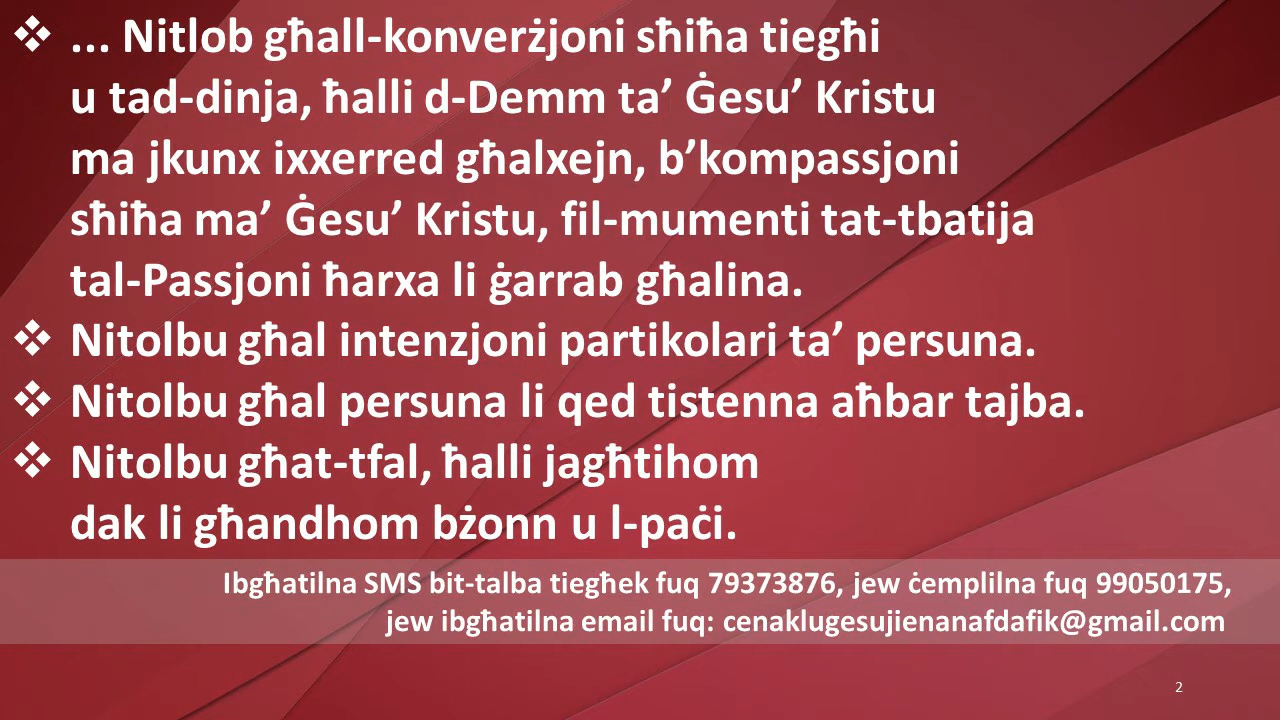 ❖ ... Nitlob għall-konverżjoni sħiħa tiegħi
u tad-dinja, ħalli d-Demm ta’ Ġesu’ Kristu
ma jkunx ixxerred għalxejn, b’kompassjoni
sħiħa ma’ Ġesu’ Kristu, fil-mumenti tat-tbatija
tal-Passjoni ħarxa li ġarrab għalina.
❖ Nitolbu għal intenzjoni partikolari ta’ persuna.
❖ Nitolbu għal persuna li qed tistenna aħbar tajba.
❖ Nitolbu għat-tfal, ħalli jagħtihom
dak li għandhom bżonn u l-paċi.
Ibgħatilna SMS bit-talba tiegħek fuq 79373876, jew ċemplilna fuq 99050175,
jew ibgħatilna email fuq: cenaklugesujienanafdafik@gmail.com
2